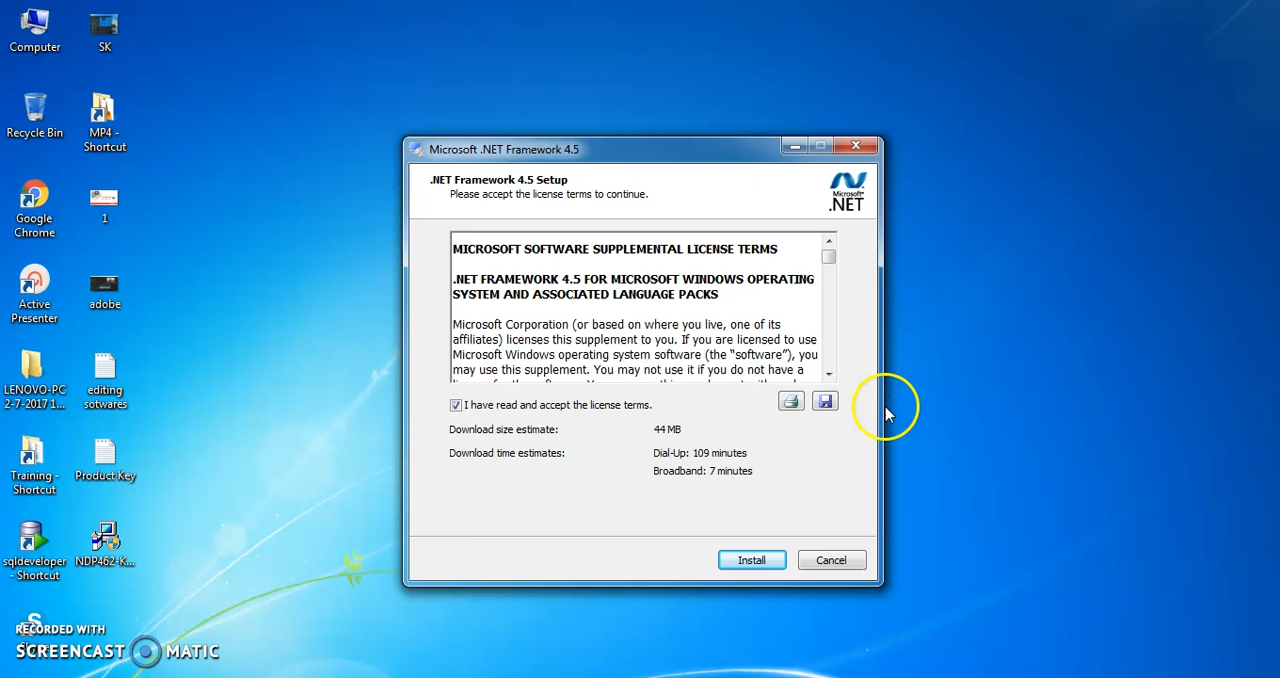 Computer
SK
Recycle Bin
MP4 -
Shortcut
Google
Chrome
1
Active
Presenter
adobe
LENOVO-PC
2-7-2017 1...
editing
sotwares
Training -
Shortcut
Product Key
sqldeveloper
- Shortcut
NDP462-K...
RECORDED WITH
SCREENCAST MATIC
Microsoft .NET Framework 4.5
.NET Framework 4.5 Setup
Please accept the license terms to continue.
Microsoft®
.NET
MICROSOFT SOFTWARE SUPPLEMENTAL LICENSE TERMS
.NET FRAMEWORK 4.5 FOR MICROSOFT WINDOWS OPERATING
SYSTEM AND ASSOCIATED LANGUAGE PACKS
Microsoft Corporation (or based on where you live, one of its
affiliates) licenses this supplement to you. If you are licensed to use
Microsoft Windows operating system software (the “software”), you
may use this supplement. You may not use it if you do not have a
I have read and accept the license terms.
Download size estimate: 44 MB
Download time estimates: Dial-Up: 109 minutes
Broadband: 7 minutes
Install
Cancel